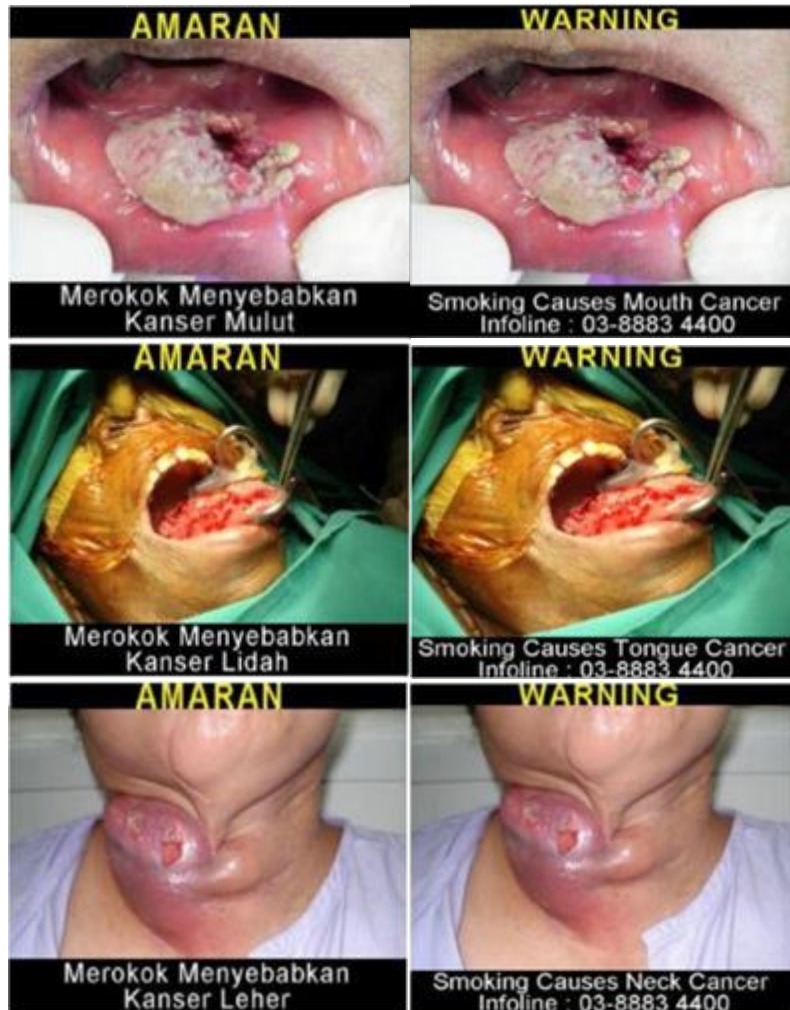 AMARAN
WARNING
Merokok Menyebabkan
Kanser Mulut
Smoking Causes Mouth Cancer
Infoline : 03-8883 4400
AMARAN
WARNING
Merokok Menyebabkan
Kanser Lidah
Smoking Causes Tongue Cancer
Infoline : 03-8883 4400
AMARAN
WARNING
Merokok Menyebabkan
Kanser Leher
Smoking Causes Neck Cancer
Infoline : 03-8883 4400